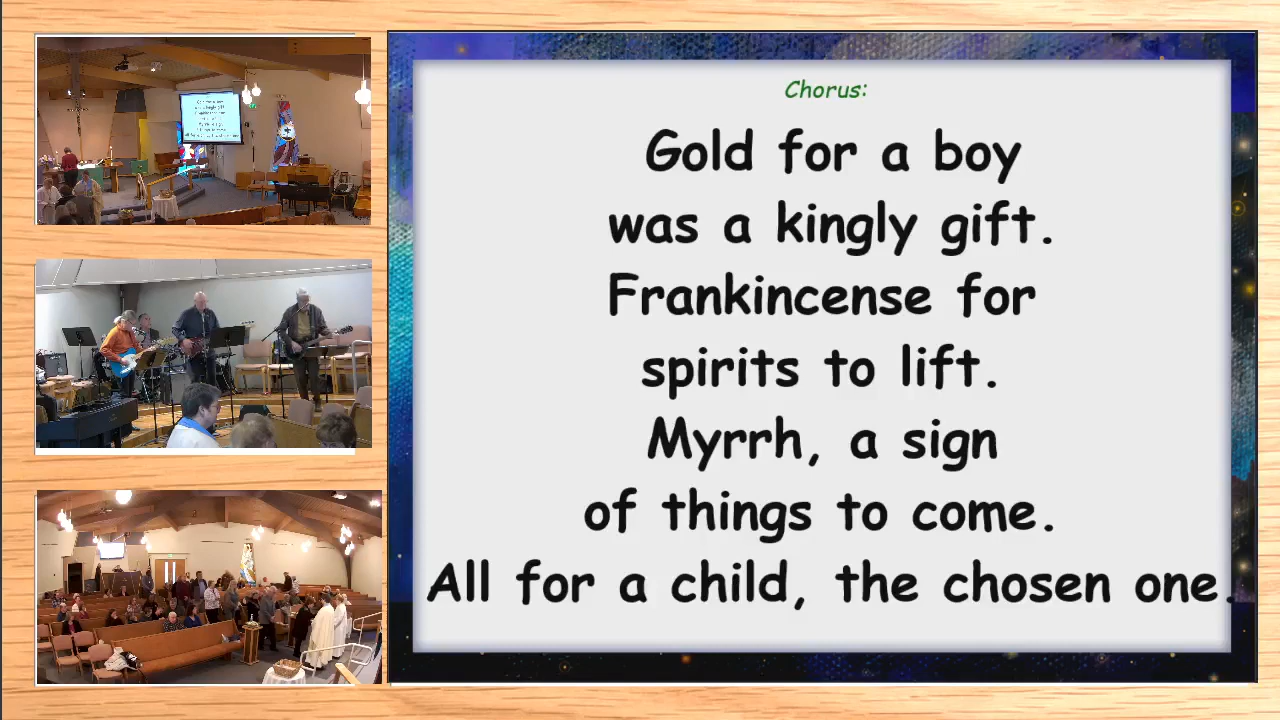 Chorus:
Gold for a boy
was a kingly gift.
Frankincense for
spirits to lift.
Myrrh, a sign
of things to come.
All for a child, the chosen one.